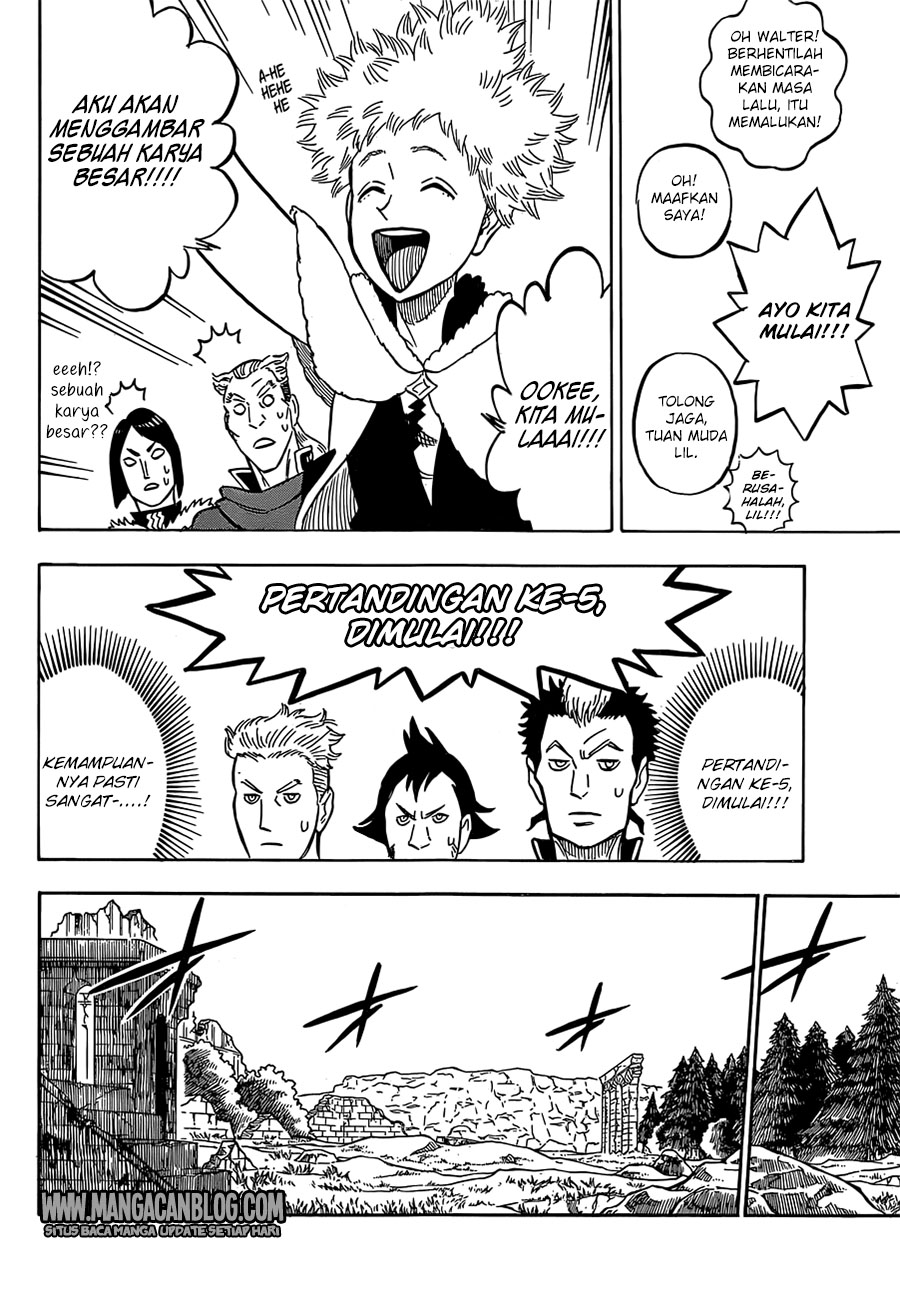 OH WALTER!
BERHENTILAH
MEMBICARA-
KAN MASA
LALU, ITU
MEMALUKAN!
OH!
MAAFKAN
SAYA!
AYO KITA
MULAI!!!
TOLONG
JAGA,
TUAN MUDA
LIL.
BE-
RUSA-
HALAH,
LIL!!!
A-HE
HEHE
HE
AKU AKAN
MENGGAMBAR
SEBUAH KARYA
BESAR!!!!
OOKEE,
KITA MU-
LAAAI!!!
eeeh!?
sebuah
karya
besar??
PERTANDINGAN KE-5,
DIMULAI!!!
PERTANDI-
NGAN KE-5,
DIMULAI!!!
KEMAMPUAN-
NYA PASTI
SANGAT-....!
WWW.MANGACANBLOG.COM
SITUS BACA MANGA UPDATE SETIAP HARI